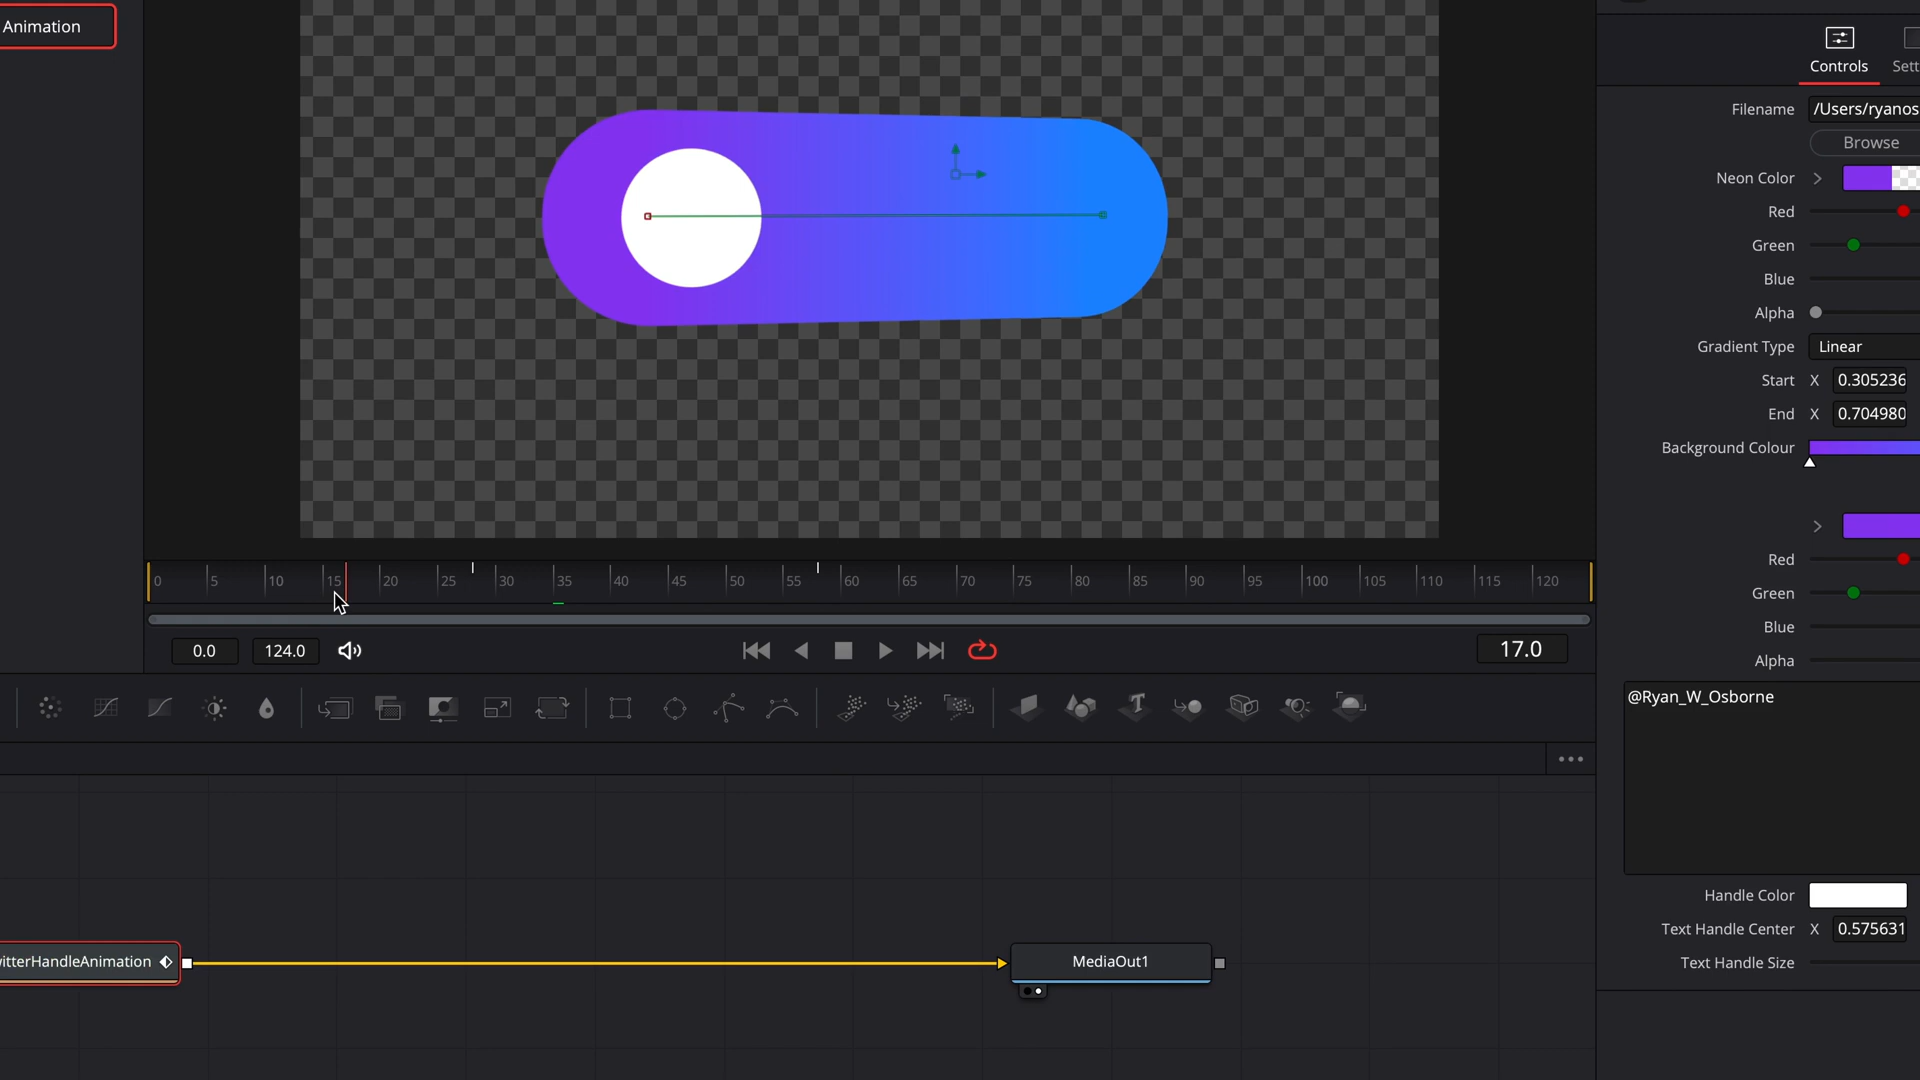 Animation
Controls
Sett
Filename /Users/ryanos
Browse
Neon Color
Red
Green
Blue
Alpha
Gradient Type Linear
Start X 0.305236
End X 0.704980
Background Colour
Red
Green
Blue
Alpha
@Ryan_W_Osborne
Handle Color
Text Handle Center X 0.575631
Text Handle Size
0 5 10 15 20 25 30 35 40 45 50 55 60 65 70 75 80 85 90 95 100 105 110 115 120
0.0 124.0 17.0
T
itterHandleAnimation
MediaOut1